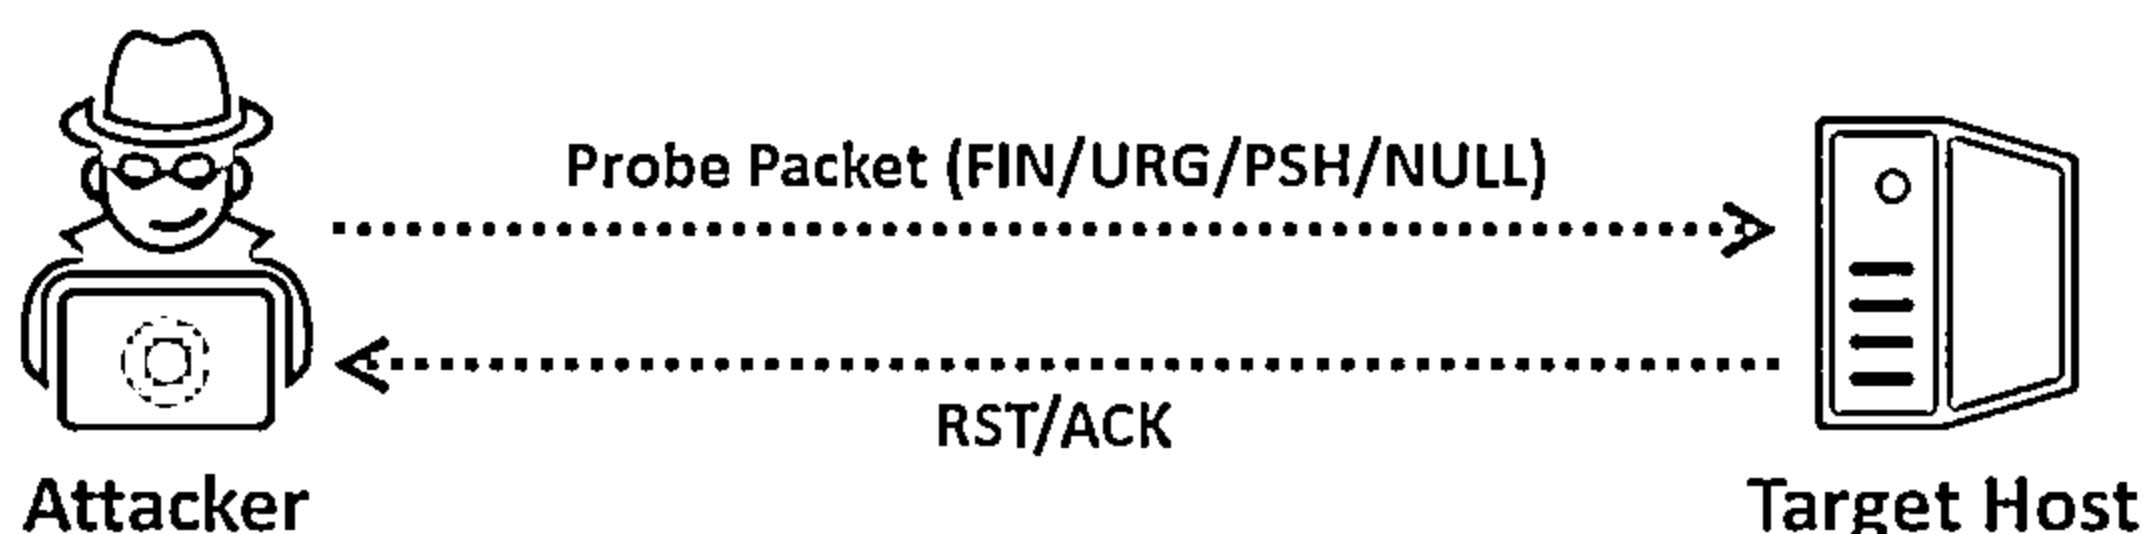 Probe Packet (FIN/URG/PSH/NULL)
RST/ACK
Attacker
Target Host